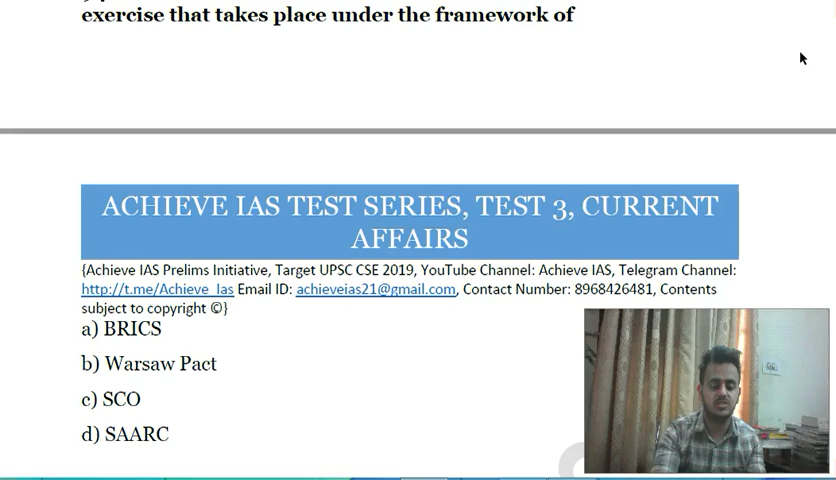 exercise that takes place under the framework of
ACHIEVE IAS TEST SERIES, TEST 3, CURRENT
AFFAIRS
{Achieve IAS Prelims Initiative, Target UPSC CSE 2019, YouTube Channel: Achieve IAS, Telegram Channel:
http://t.me/Achieve_Ias Email ID: achieveias21@gmail.com, Contact Number: 8968426481, Contents
subject to copyright ©}
a) BRICS
b) Warsaw Pact
c) SCO
d) SAARC